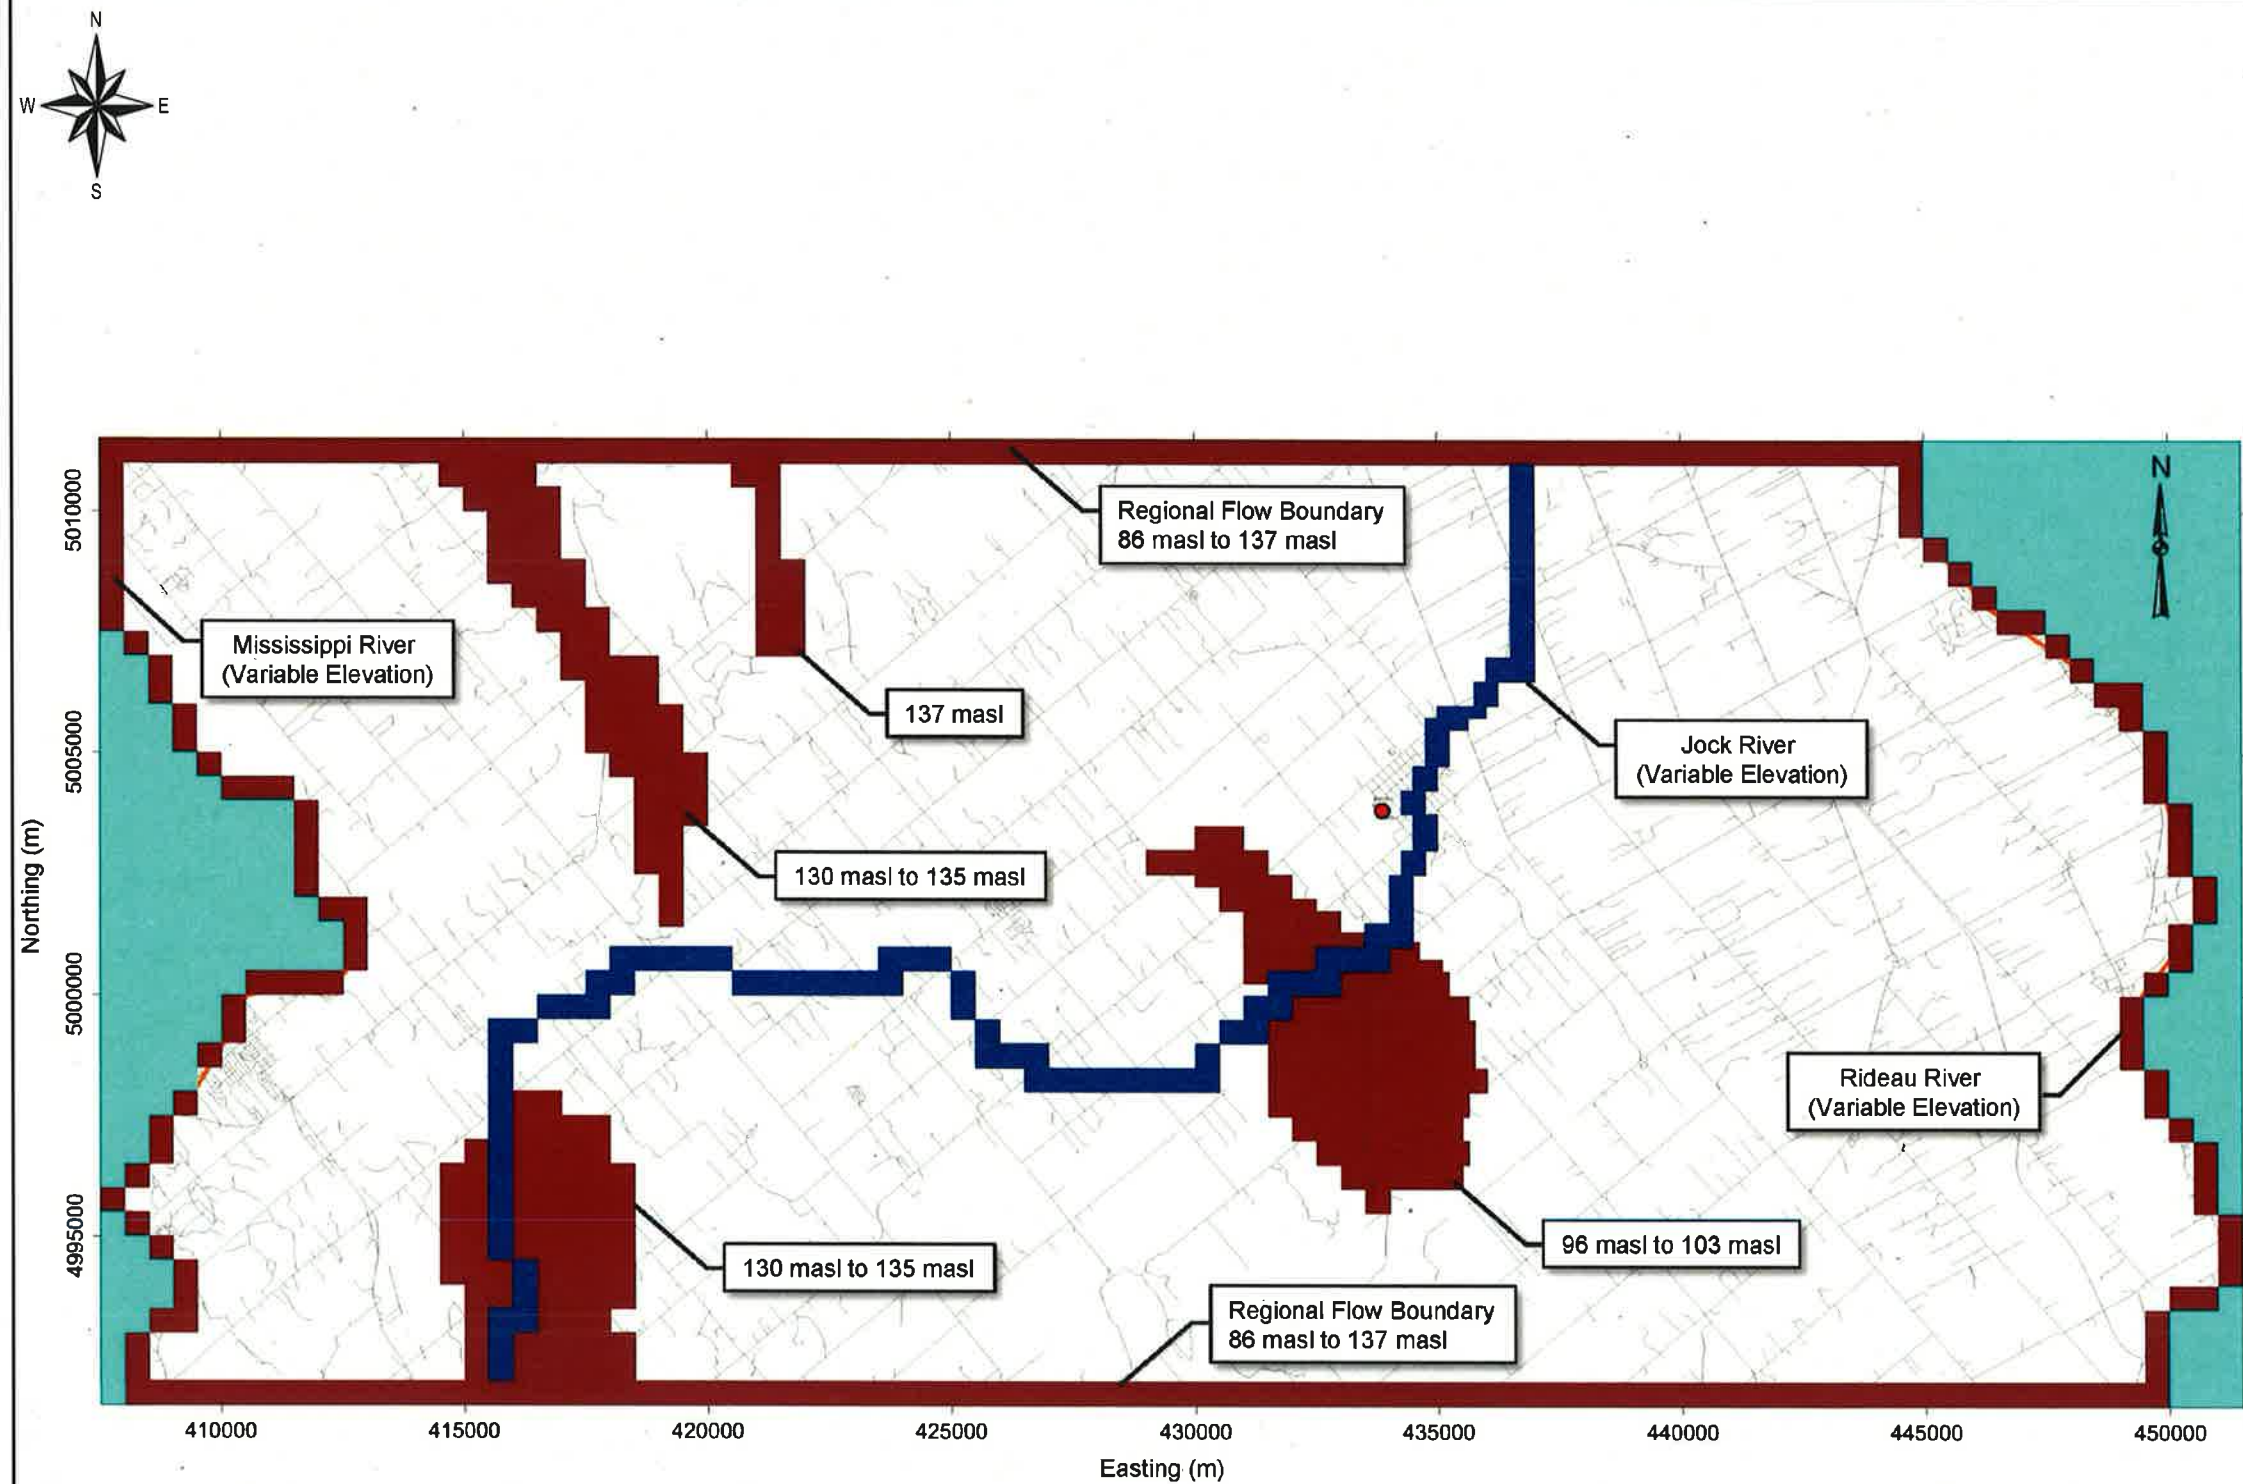 N
W
E
S
N
Regional Flow Boundary
86 masl to 137 masl
Mississippi River
(Variable Elevation)
137 masl
Jock River
(Variable Elevation)
130 masl to 135 masl
Rideau River
(Variable Elevation)
96 masl to 103 masl
130 masl to 135 masl
Regional Flow Boundary
86 masl to 137 masl
Northing (m)
5010000
5005000
5000000
4995000
410000
415000
420000
425000
430000
435000
440000
445000
450000
Easting (m)